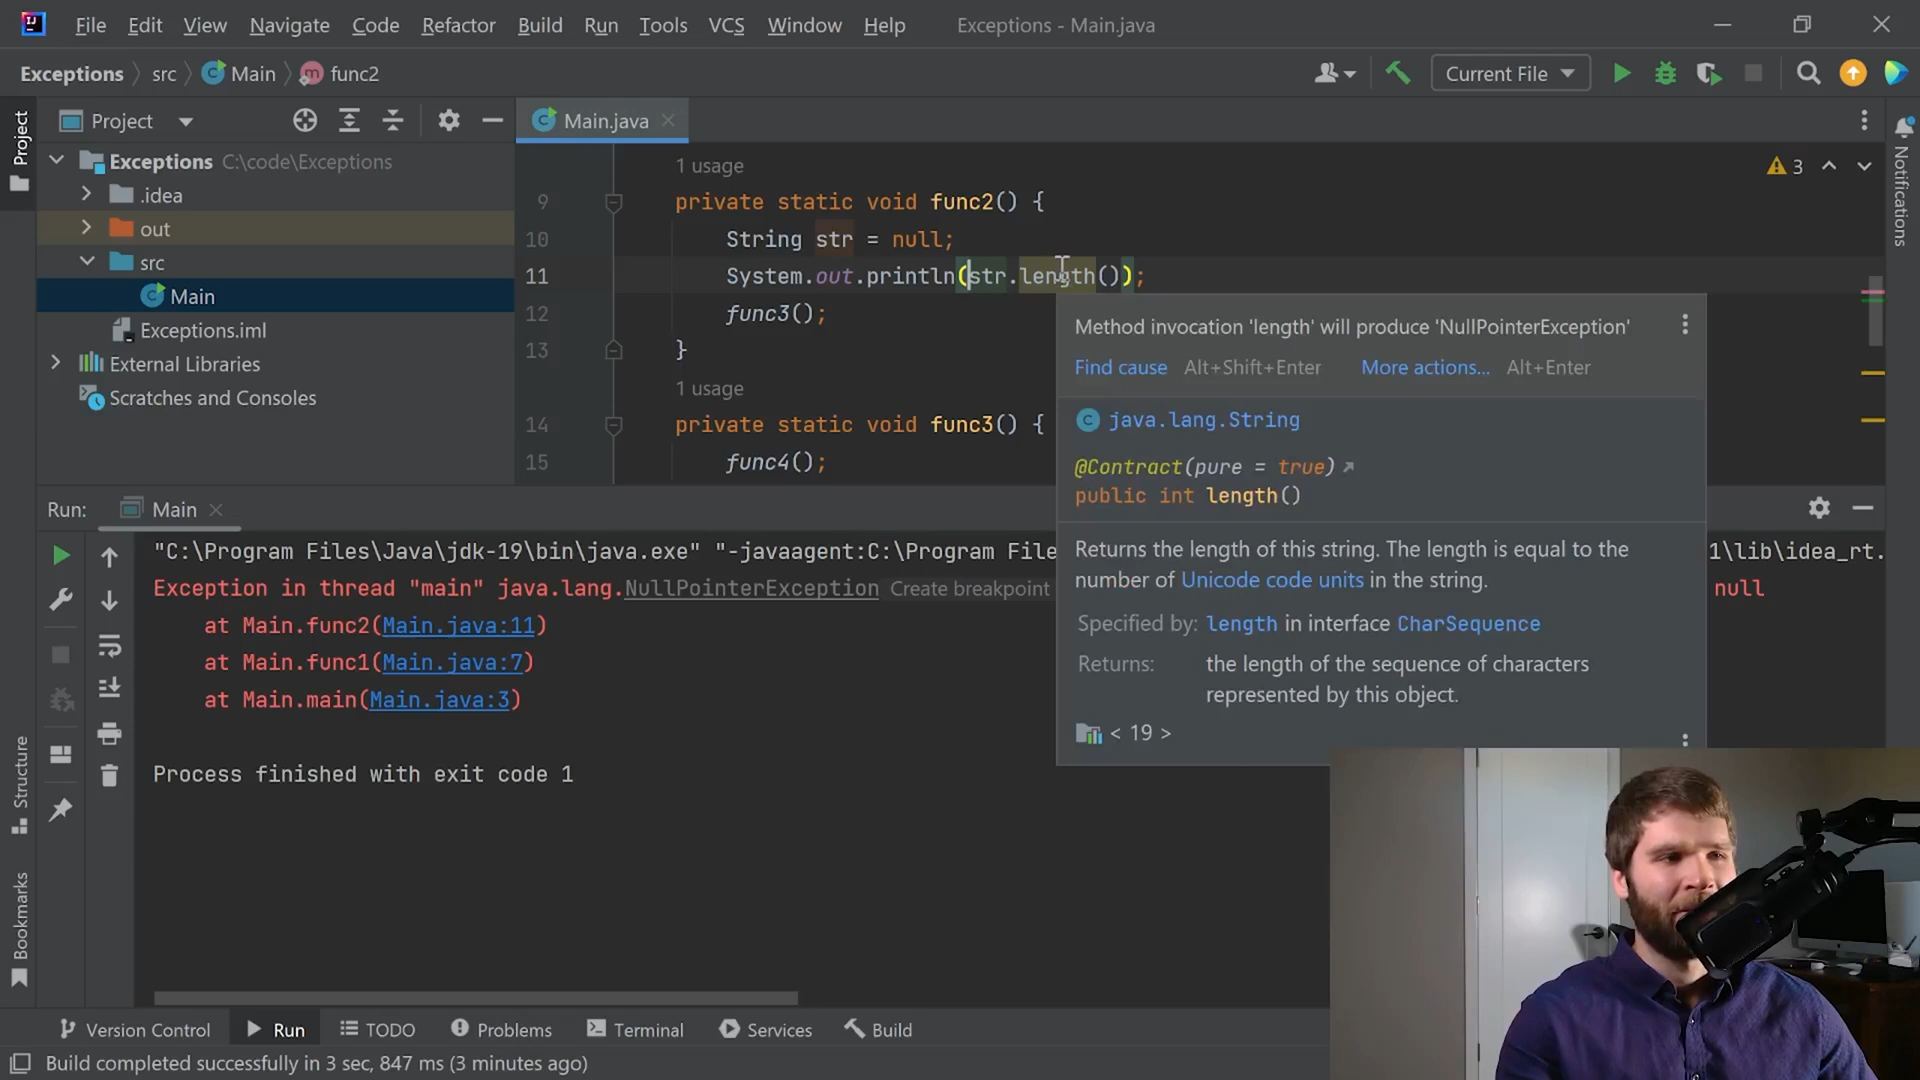 File Edit View Navigate Code Refactor Build Run Tools VCS Window Help Exceptions - Main.java
Exceptions src Main m func2 Current File
Project
Project
Main.java
Notifications
Exceptions C:\code\Exceptions
.idea
out
src
Main
Exceptions.iml
External Libraries
Scratches and Consoles
3
1 usage
9 private static void func2() {
10 String str = null;
11 System.out.println(str.length());
12 func3();
13 }
1 usage
14 private static void func3() {
15 func4();
Method invocation 'length' will produce 'NullPointerException'
Find cause Alt+Shift+Enter More actions... Alt+Enter
java.lang.String
@Contract(pure = true)
public int length()
Returns the length of this string. The length is equal to the
number of Unicode code units in the string.
Specified by: length in interface CharSequence
Returns: the length of the sequence of characters
represented by this object.
< 19 >
Run: Main
"C:\Program Files\Java\jdk-19\bin\java.exe" "-javaagent:C:\Program File 1\lib\idea_rt.
Exception in thread "main" java.lang.NullPointerException Create breakpoint null
at Main.func2(Main.java:11)
at Main.func1(Main.java:7)
at Main.main(Main.java:3)
Process finished with exit code 1
Structure
Bookmarks
Version Control Run TODO Problems Terminal Services Build
Build completed successfully in 3 sec, 847 ms (3 minutes ago)